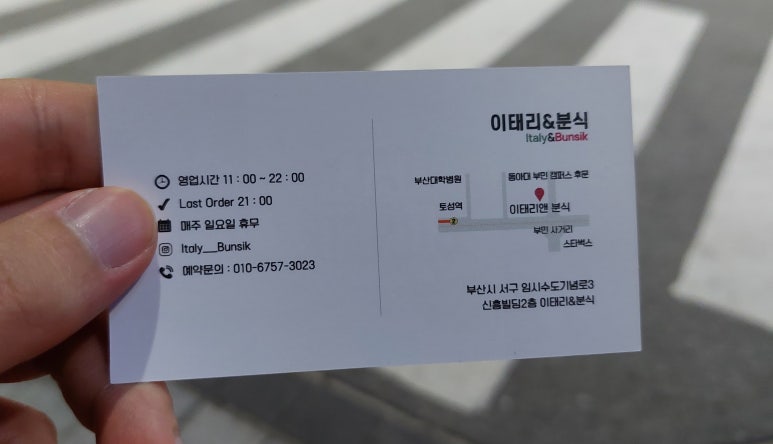 영업시간 11 : 00 ~ 22 : 00
Last Order 21 : 00
매주 일요일 휴무
Italy__Bunsik
예약문의 : 010-6757-3023
이태리&분식
Italy&Bunsik
부산대학병원
동아대 부민 캠퍼스 후문
토성역
이태리앤 분식
2
부민 사거리
스타벅스
부산시 서구 임시수도기념로3
신흥빌딩2층 이태리&분식